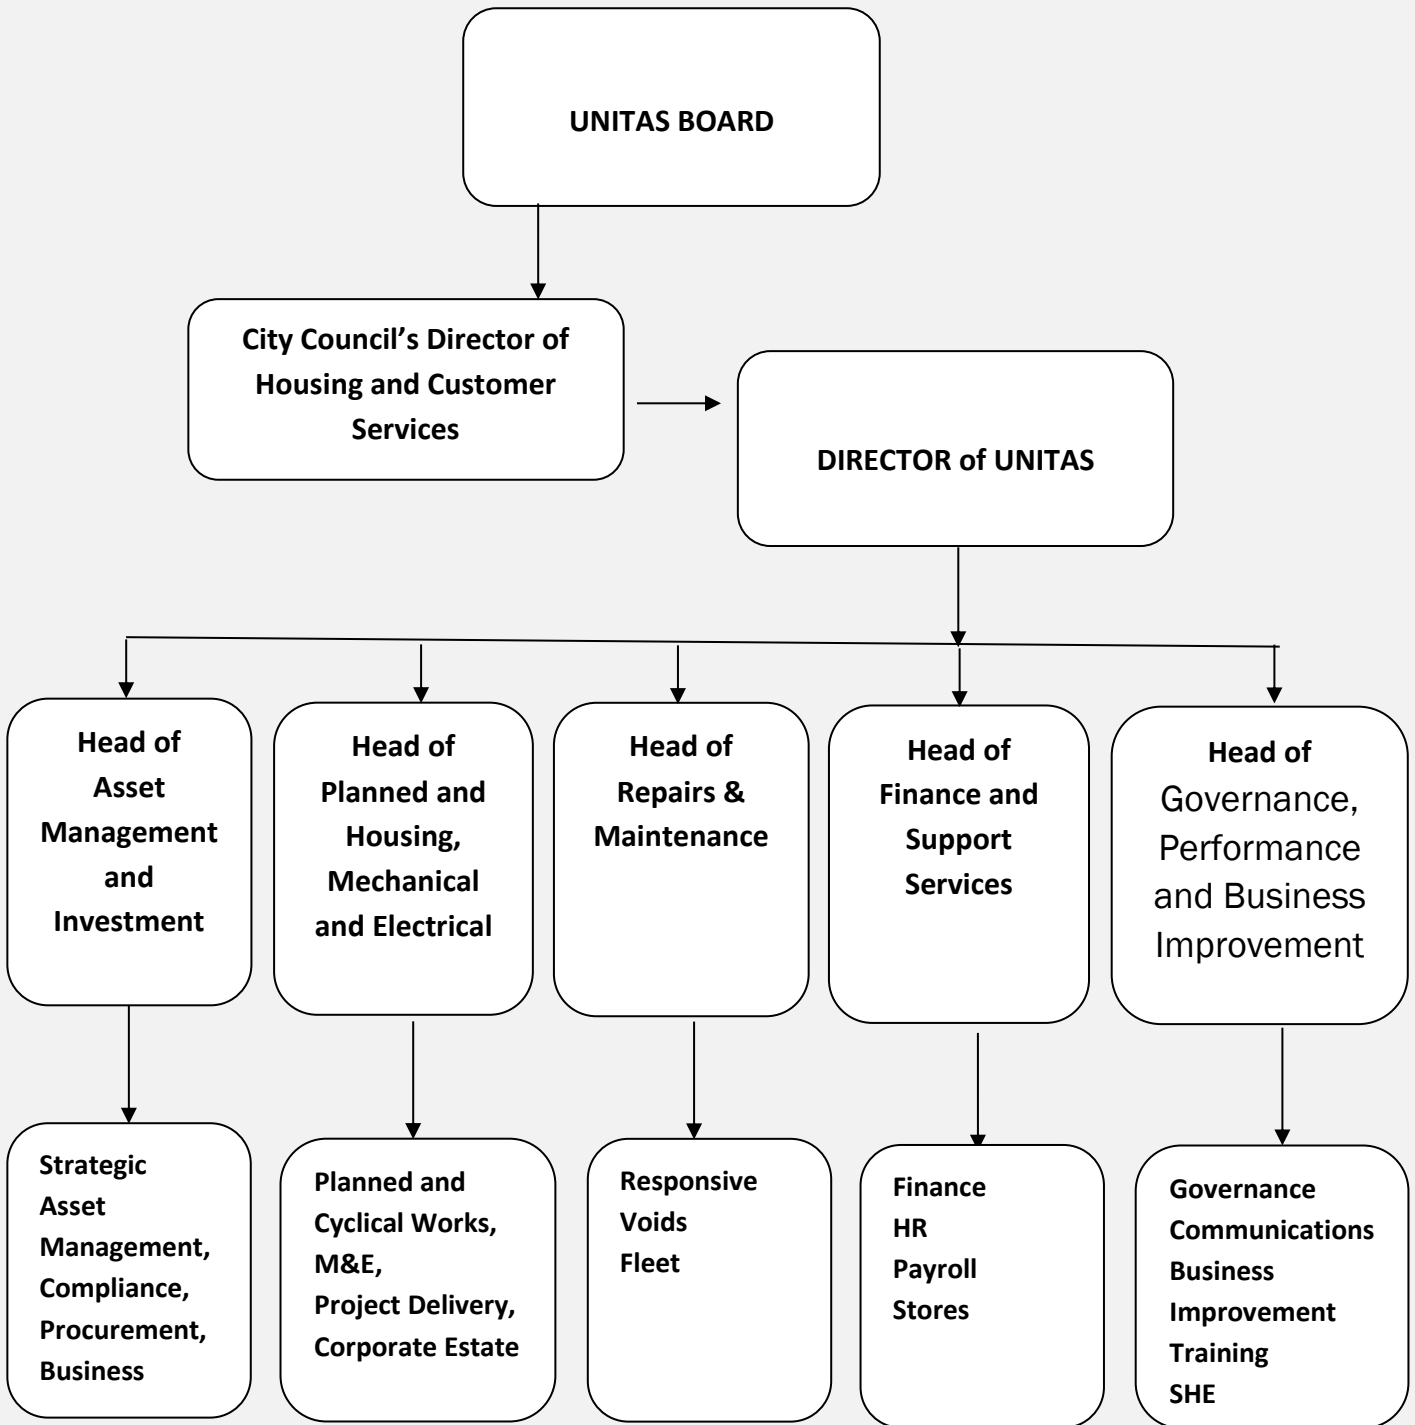 UNITAS BOARD
City Council’s Director of
Housing and Customer
Services
DIRECTOR of UNITAS
Head of
Asset
Management
and
Investment
Head of
Planned and
Housing,
Mechanical
and Electrical
Head of
Repairs &
Maintenance
Head of
Finance and
Support
Services
Head of
Governance,
Performance
and Business
Improvement
Strategic
Asset
Management,
Compliance,
Procurement,
Business
Planned and
Cyclical Works,
M&E,
Project Delivery,
Corporate Estate
Responsive
Voids
Fleet
Finance
HR
Payroll
Stores
Governance
Communications
Business
Improvement
Training
SHE